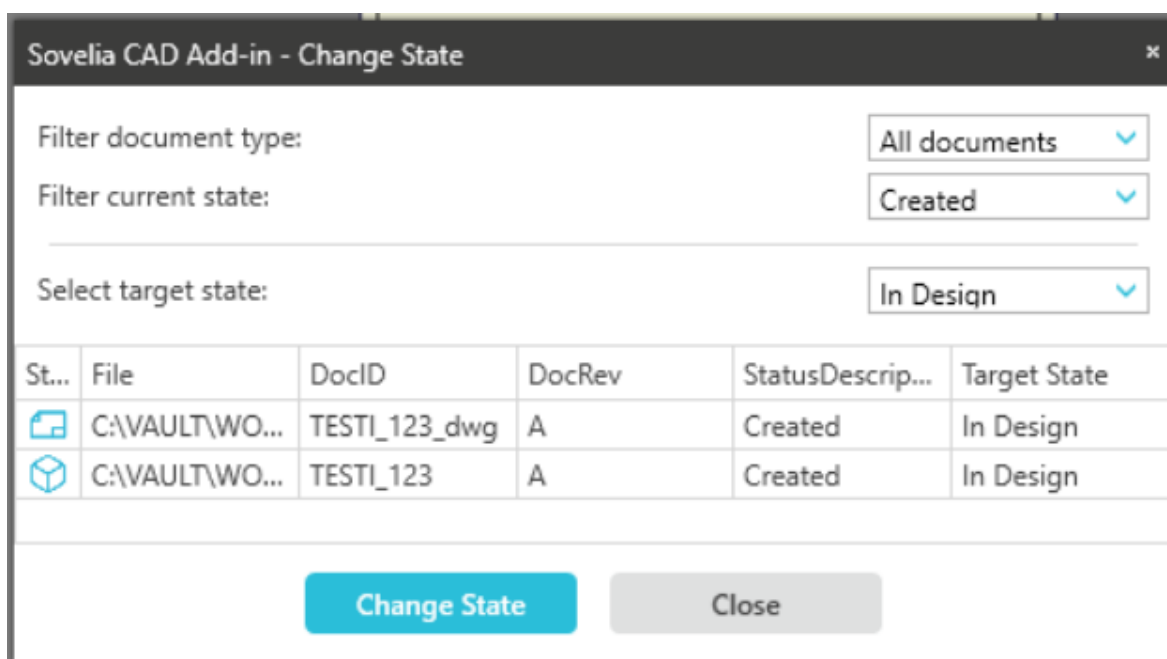 Sovelia CAD Add-in - Change State
Filter document type: All documents
Filter current state: Created
Select target state: In Design
St... File DocID DocRev StatusDescrip... Target State
C:\VAULT\WO... TESTI_123_dwg A Created In Design
C:\VAULT\WO... TESTI_123 A Created In Design
Change State Close